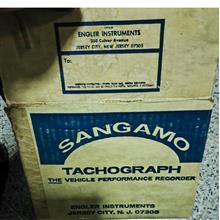 ENGLER INSTRUMENTS
250 Culver Avenue
JERSEY CITY, NEW JERSEY 07305
To:
SANGAMO
TACHOGRAPH
THE VEHICLE PERFORMANCE RECORDER
ENGLER INSTRUMENTS
JERSEY CITY, N. J. 07305